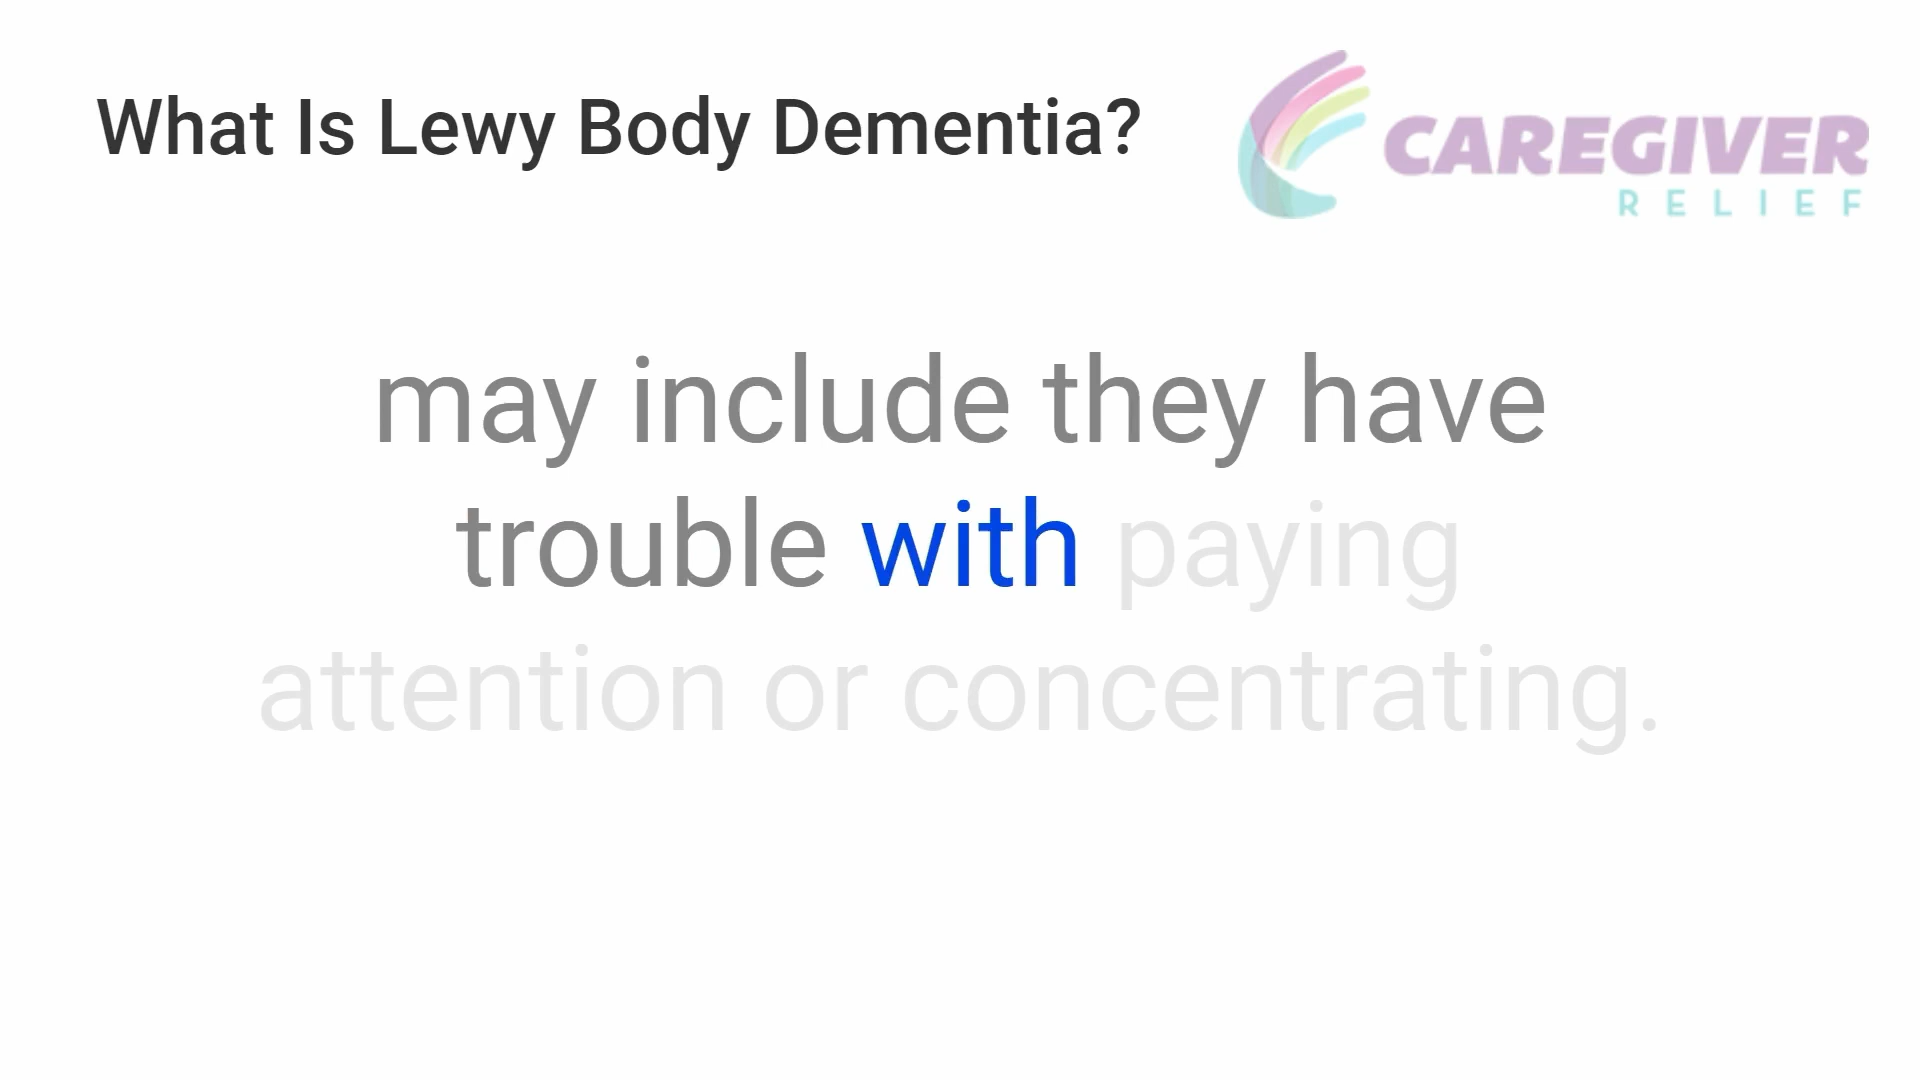 What Is Lewy Body Dementia?
CAREGIVER
RELIEF
may include they have
trouble with paying
attention or concentrating.